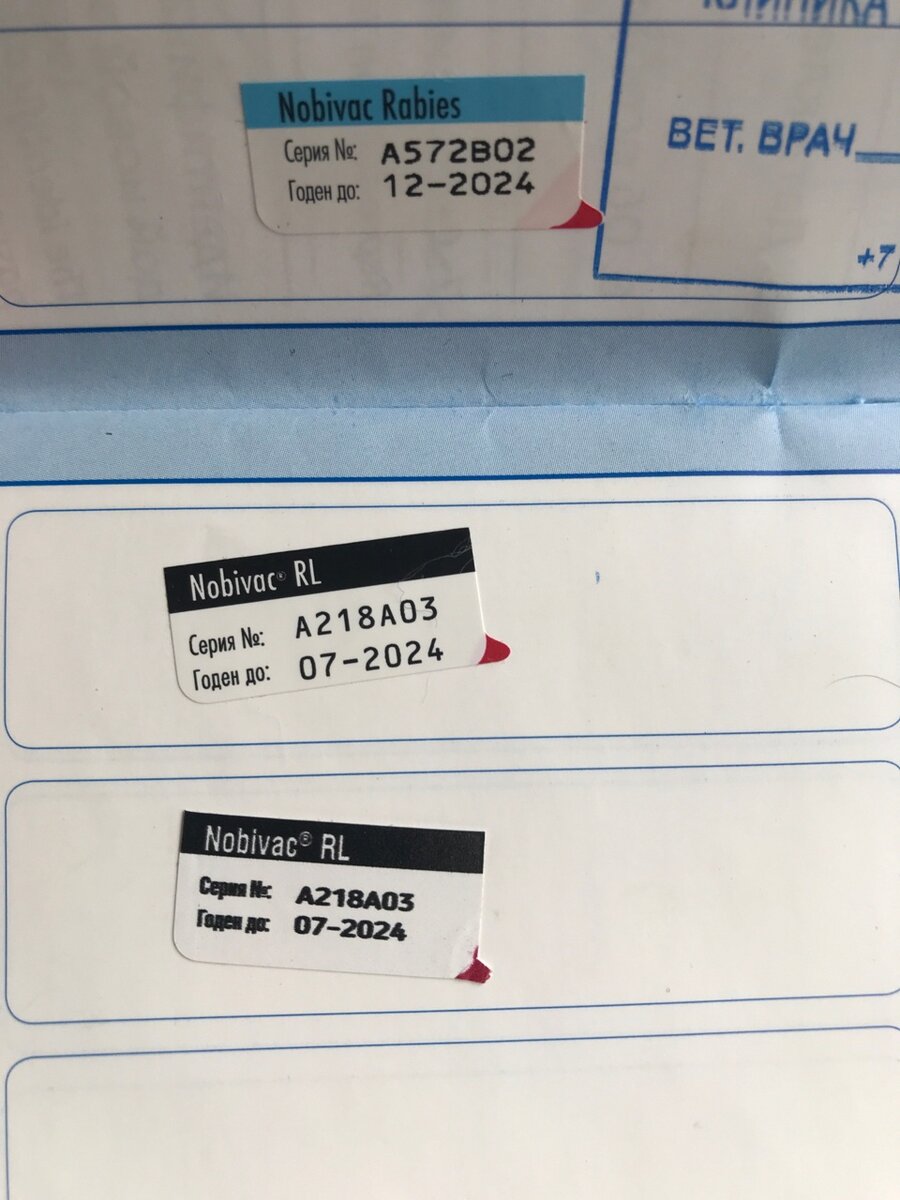 КЛИНИКА
Nobivac Rabies
Серия №: A572B02
Годен до: 12-2024
ВЕТ. ВРАЧ
+7
Nobivac® RL
Серия №: A218A03
Годен до: 07-2024
Nobivac® RL
Серия №: A218A03
Годен до: 07-2024